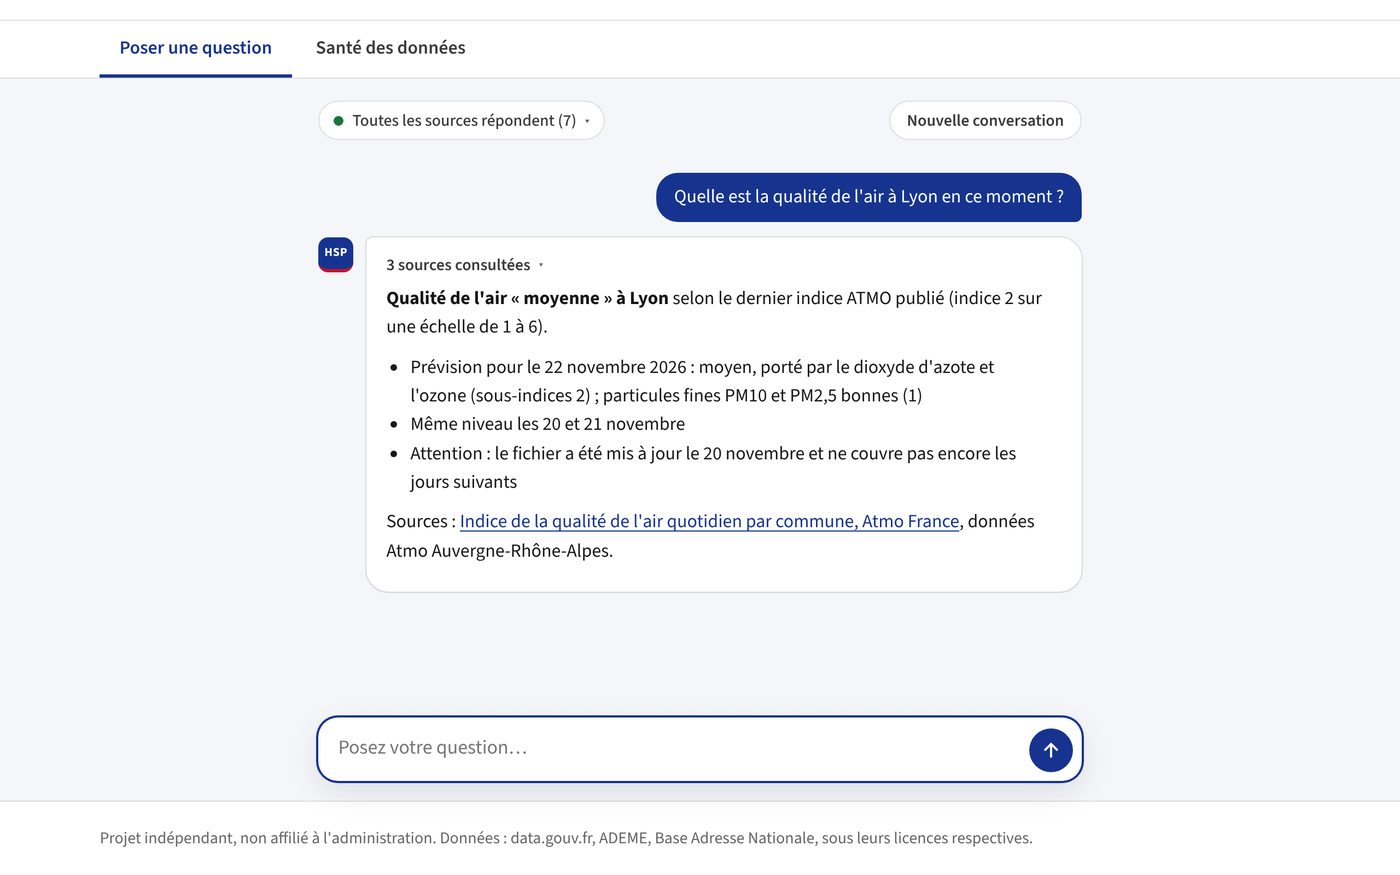 Poser une question
Santé des données
Toutes les sources répondent (7)
Nouvelle conversation
Quelle est la qualité de l'air à Lyon en ce moment ?
HSP
3 sources consultées
Qualité de l'air « moyenne » à Lyon selon le dernier indice ATMO publié (indice 2 sur
une échelle de 1 à 6).
Prévision pour le 22 novembre 2026 : moyen, porté par le dioxyde d'azote et
l'ozone (sous-indices 2) ; particules fines PM10 et PM2,5 bonnes (1)
Même niveau les 20 et 21 novembre
Attention : le fichier a été mis à jour le 20 novembre et ne couvre pas encore les
jours suivants
Sources : Indice de la qualité de l'air quotidien par commune, Atmo France, données
Atmo Auvergne-Rhône-Alpes.
Posez votre question…
Projet indépendant, non affilié à l'administration. Données : data.gouv.fr, ADEME, Base Adresse Nationale, sous leurs licences respectives.